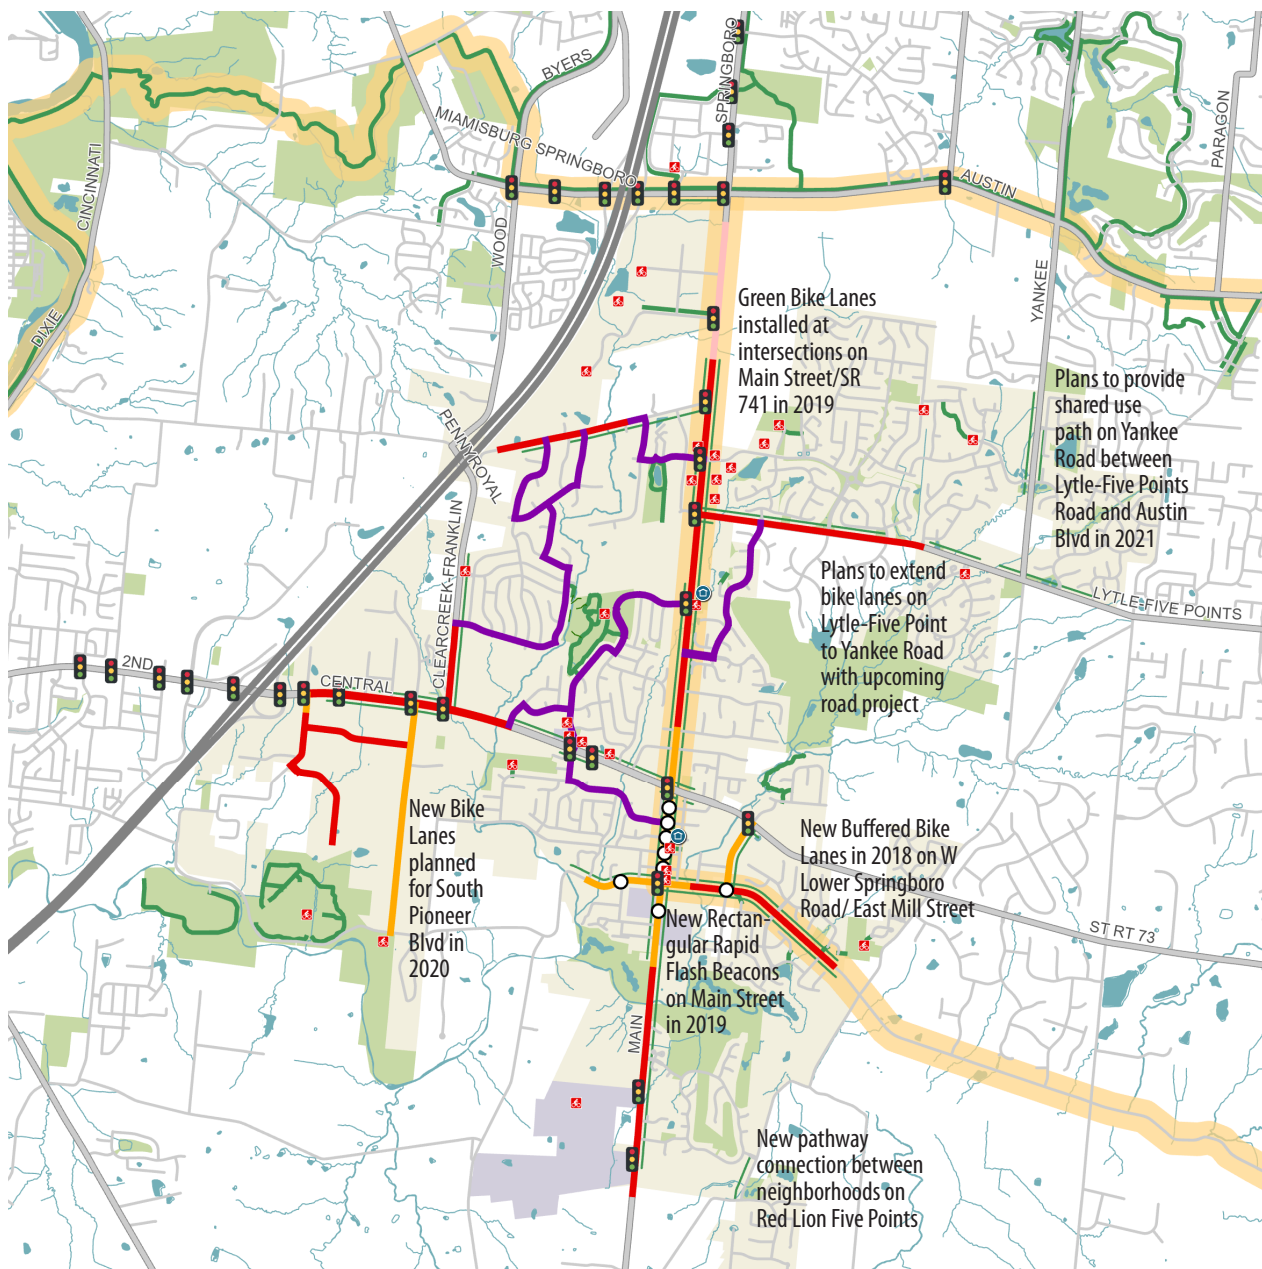 SPRINGBORO
BYERS
PARAGON
MIAMISBURG SPRINGBORO
CINCINNATI
AUSTIN
WOOD
YANKEE
DIXIE
Green Bike Lanes
installed at
intersections on
Main Street/SR
741 in 2019
Plans to provide
shared use
path on Yankee
Road between
Lytle-Five Points
Road and Austin
Blvd in 2021
PENNYROYAL
CLEARCREEK-FRANKLIN
Plans to extend
bike lanes on
Lytle-Five Point
to Yankee Road
with upcoming
road project
LYTLE-FIVE POINTS
2ND
CENTRAL
New Bike
Lanes
planned
for South
Pioneer
Blvd in
2020
New Buffered Bike
Lanes in 2018 on W
Lower Springboro
Road/ East Mill Street
New Rectan-
gular Rapid
Flash Beacons
on Main Street
in 2019
ST RT 73
MAIN
New pathway
connection between
neighborhoods on
Red Lion Five Points